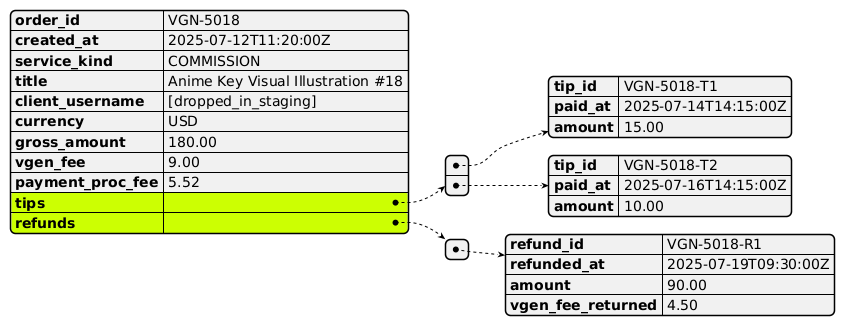 order_id VGN-5018
created_at 2025-07-12T11:20:00Z
service_kind COMMISSION
title Anime Key Visual Illustration #18
client_username [dropped_in_staging]
currency USD
gross_amount 180.00
vgen_fee 9.00
payment_proc_fee 5.52
tips
refunds
tip_id VGN-5018-T1
paid_at 2025-07-14T14:15:00Z
amount 15.00
tip_id VGN-5018-T2
paid_at 2025-07-16T14:15:00Z
amount 10.00
refund_id VGN-5018-R1
refunded_at 2025-07-19T09:30:00Z
amount 90.00
vgen_fee_returned 4.50